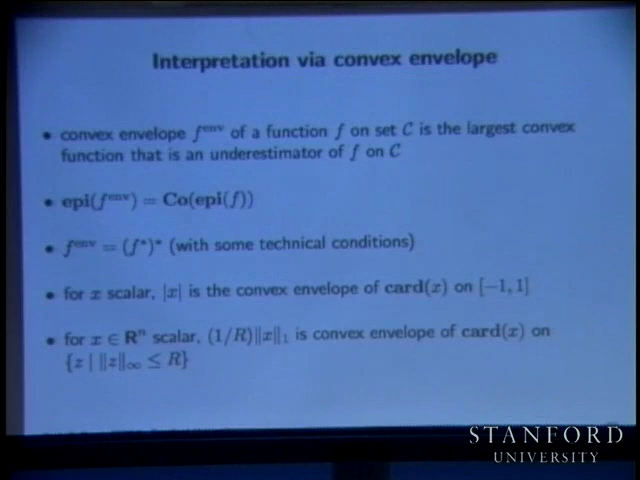 Interpretation via convex envelope
• convex envelope f^env of a function f on set C is the largest convex
function that is an underestimator of f on C
• epi(f^env) = Co(epi(f))
• f^env = (f*)* (with some technical conditions)
• for x scalar, |x| is the convex envelope of card(x) on [−1, 1]
• for x ∈ R^n scalar, (1/R)‖x‖₁ is convex envelope of card(x) on
{z | ‖z‖∞ ≤ R}
STANFORD
UNIVERSITY